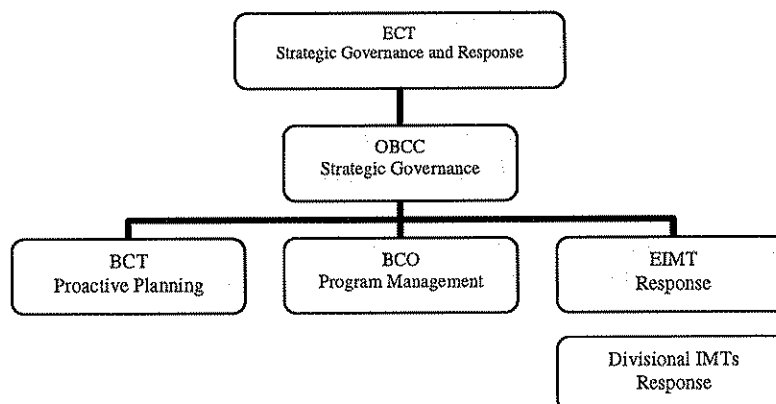 ECT
Strategic Governance and Response
OBCC
Strategic Governance
BCT
Proactive Planning
BCO
Program Management
EIMT
Response
Divisional IMTs
Response